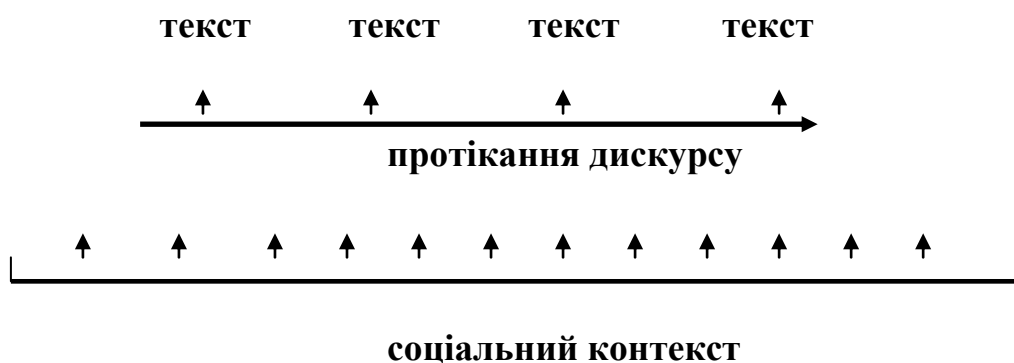 текст текст текст текст
протікання дискурсу
соціальний контекст